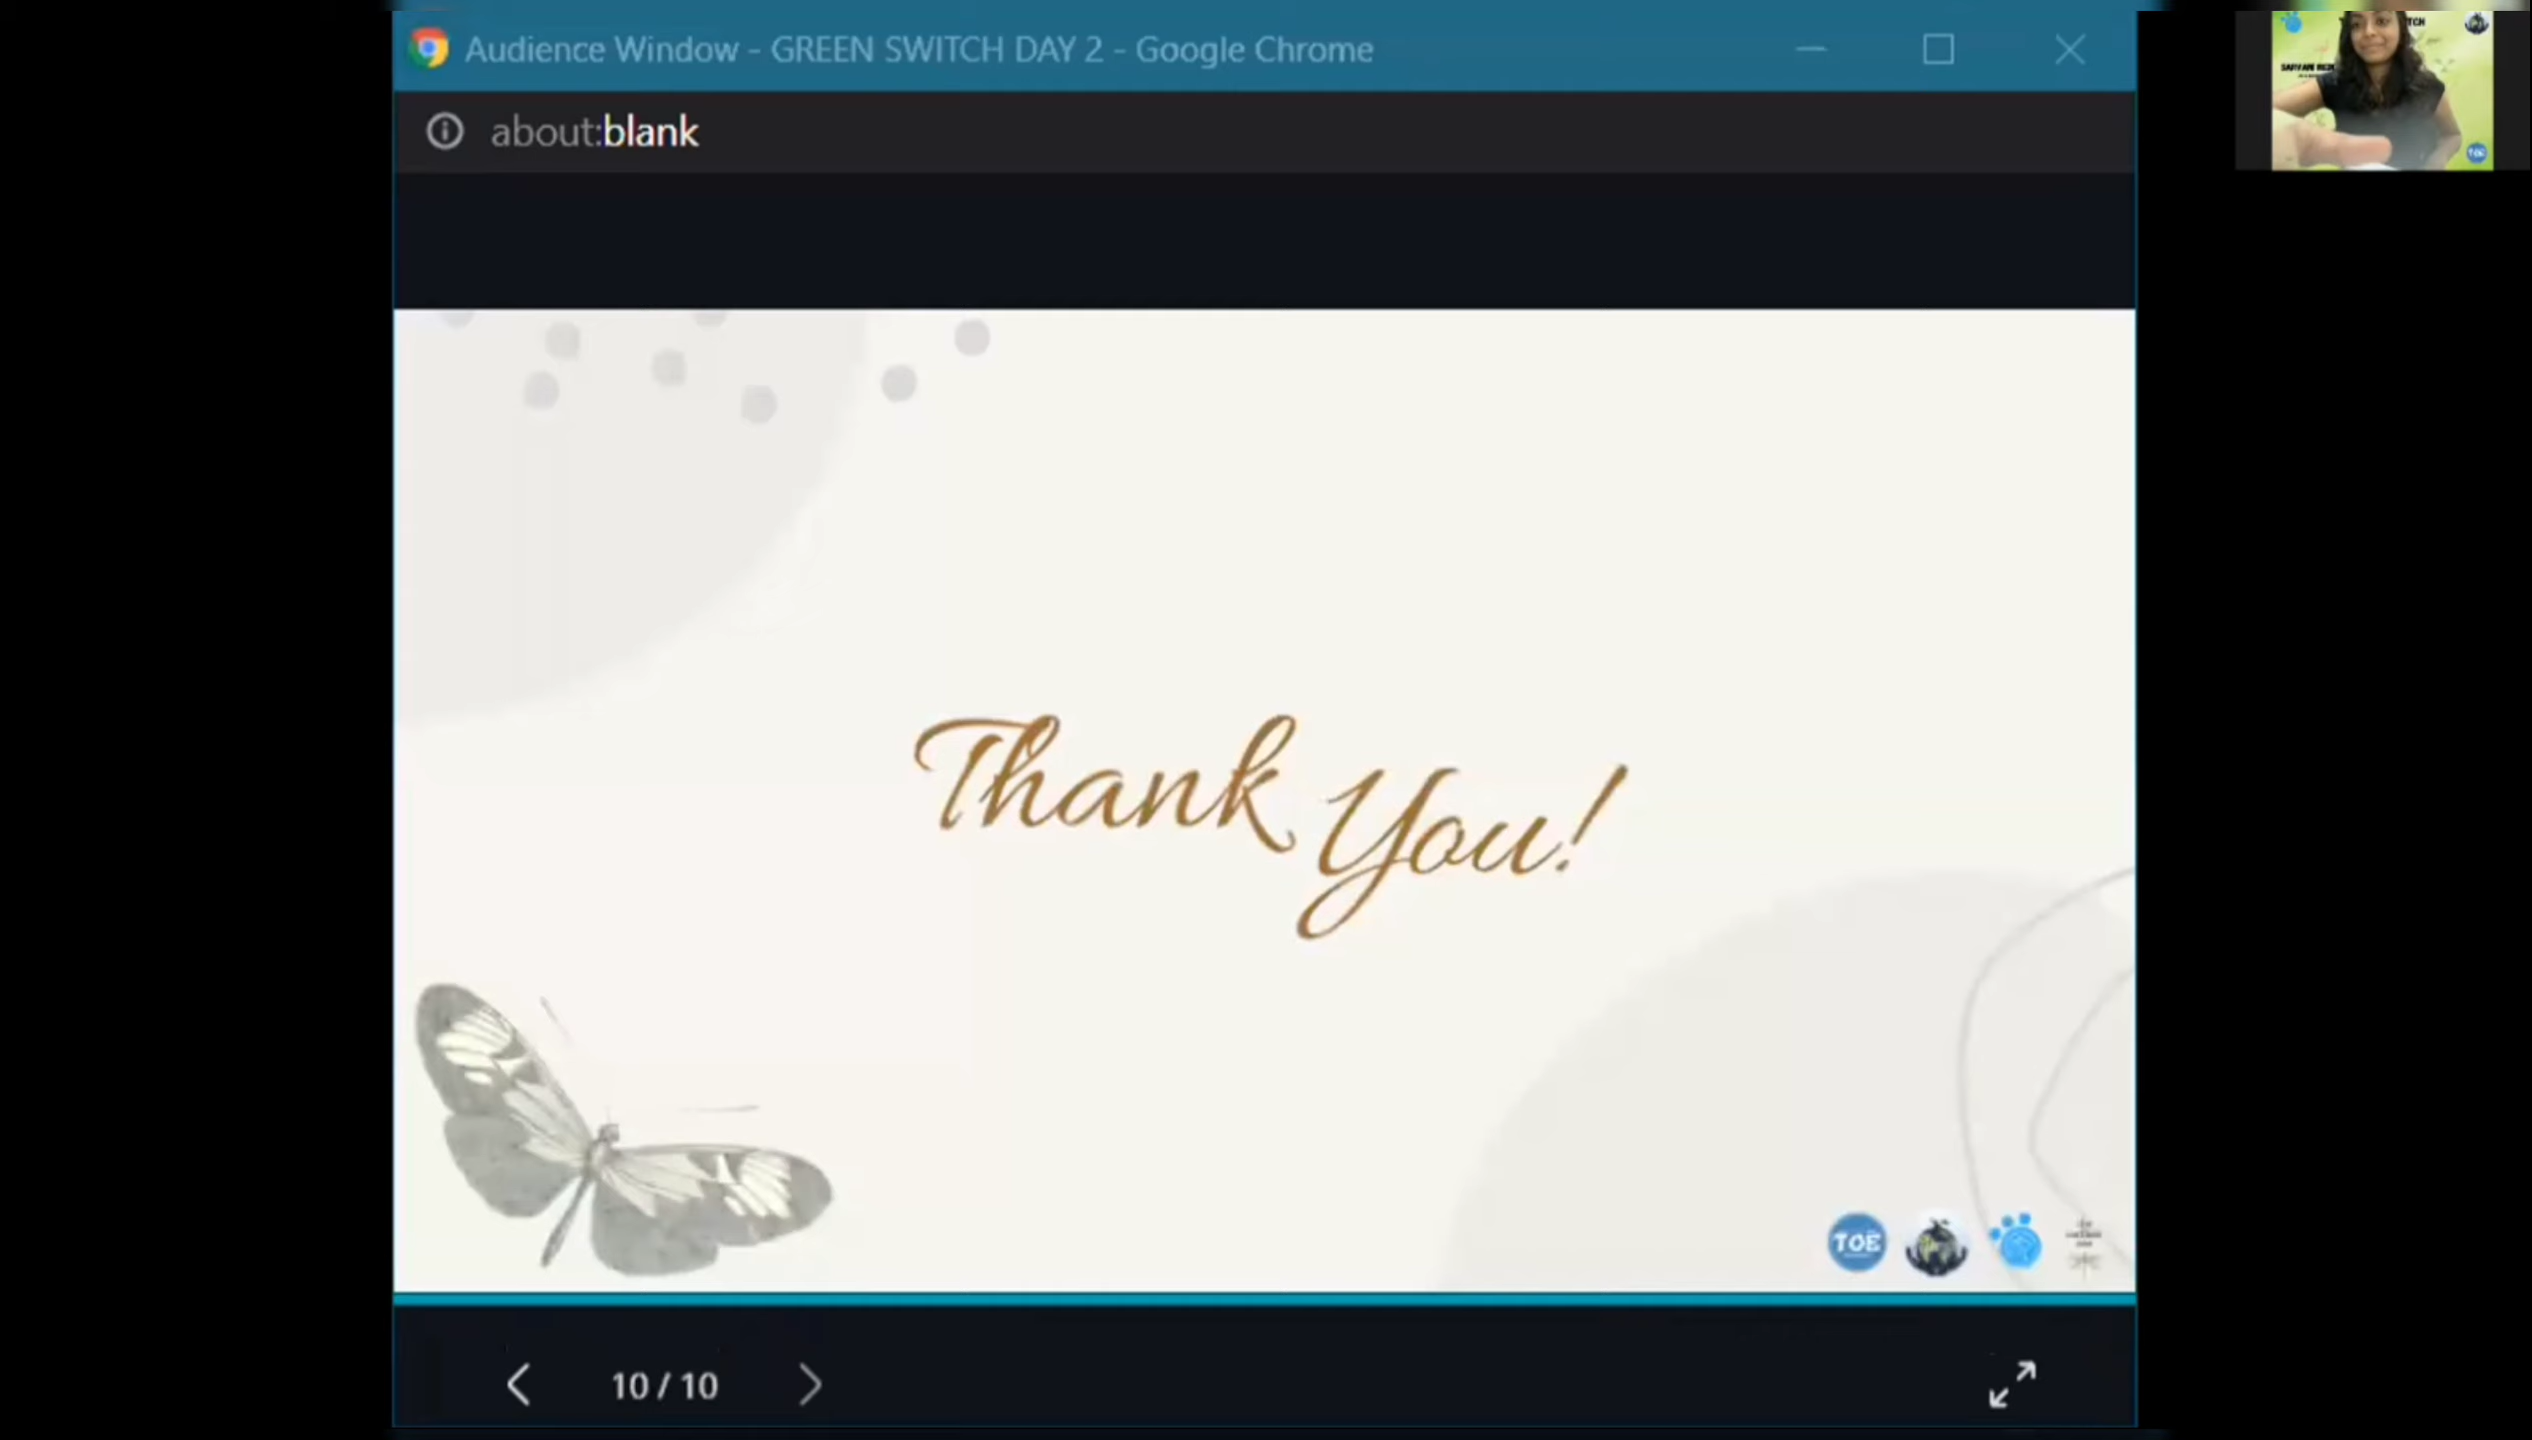 Audience Window - GREEN SWITCH DAY 2 - Google Chrome
about:blank
Thank You!
TOE
10 / 10